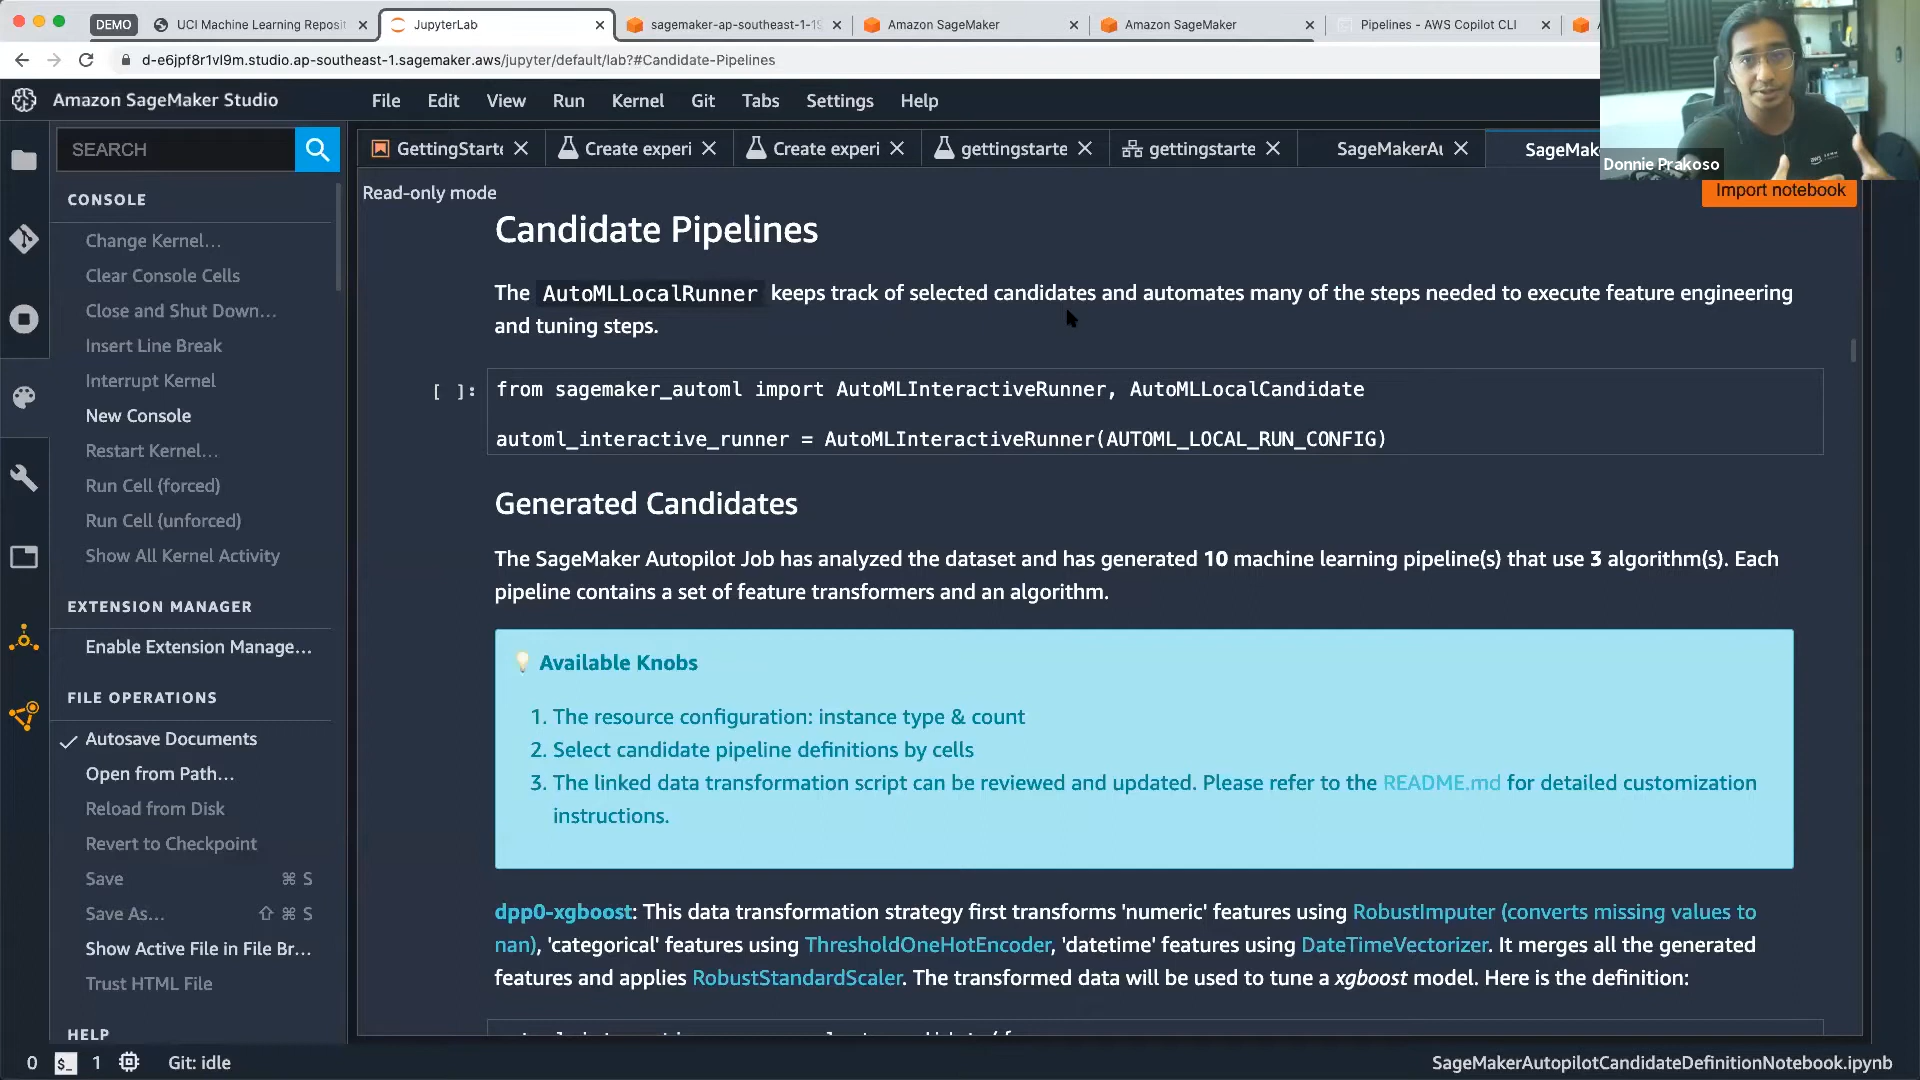 DEMO
UCI Machine Learning Reposit
JupyterLab
sagemaker-ap-southeast-1-19
Amazon SageMaker
Amazon SageMaker
Pipelines - AWS Copilot CLI
d-e6jpf8r1vl9m.studio.ap-southeast-1.sagemaker.aws/jupyter/default/lab?#Candidate-Pipelines
Amazon SageMaker Studio
File Edit View Run Kernel Git Tabs Settings Help
SEARCH
GettingStarte
Create experi
Create experi
gettingstarte
gettingstarte
SageMakerAu
SageMak
Donnie Prakoso
Read-only mode
Import notebook
CONSOLE
Change Kernel…
Clear Console Cells
Close and Shut Down…
Insert Line Break
Interrupt Kernel
New Console
Restart Kernel…
Run Cell (forced)
Run Cell (unforced)
Show All Kernel Activity
EXTENSION MANAGER
Enable Extension Manage…
FILE OPERATIONS
Autosave Documents
Open from Path…
Reload from Disk
Revert to Checkpoint
Save ⌘ S
Save As… ⇧ ⌘ S
Show Active File in File Br…
Trust HTML File
HELP
Candidate Pipelines
The AutoMLLocalRunner keeps track of selected candidates and automates many of the steps needed to execute feature engineering
and tuning steps.
[ ]: from sagemaker_automl import AutoMLInteractiveRunner, AutoMLLocalCandidate
automl_interactive_runner = AutoMLInteractiveRunner(AUTOML_LOCAL_RUN_CONFIG)
Generated Candidates
The SageMaker Autopilot Job has analyzed the dataset and has generated 10 machine learning pipeline(s) that use 3 algorithm(s). Each
pipeline contains a set of feature transformers and an algorithm.
Available Knobs
1. The resource configuration: instance type & count
2. Select candidate pipeline definitions by cells
3. The linked data transformation script can be reviewed and updated. Please refer to the README.md for detailed customization
instructions.
dpp0-xgboost: This data transformation strategy first transforms 'numeric' features using RobustImputer (converts missing values to
nan), 'categorical' features using ThresholdOneHotEncoder, 'datetime' features using DateTimeVectorizer. It merges all the generated
features and applies RobustStandardScaler. The transformed data will be used to tune a xgboost model. Here is the definition:
0 $_ 1 Git: idle
SageMakerAutopilotCandidateDefinitionNotebook.ipynb